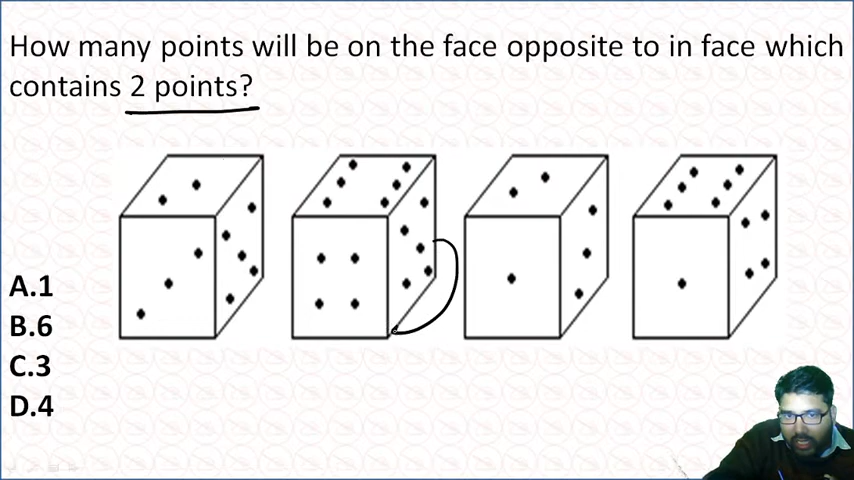 How many points will be on the face opposite to in face which
contains 2 points?
A.1
B.6
C.3
D.4